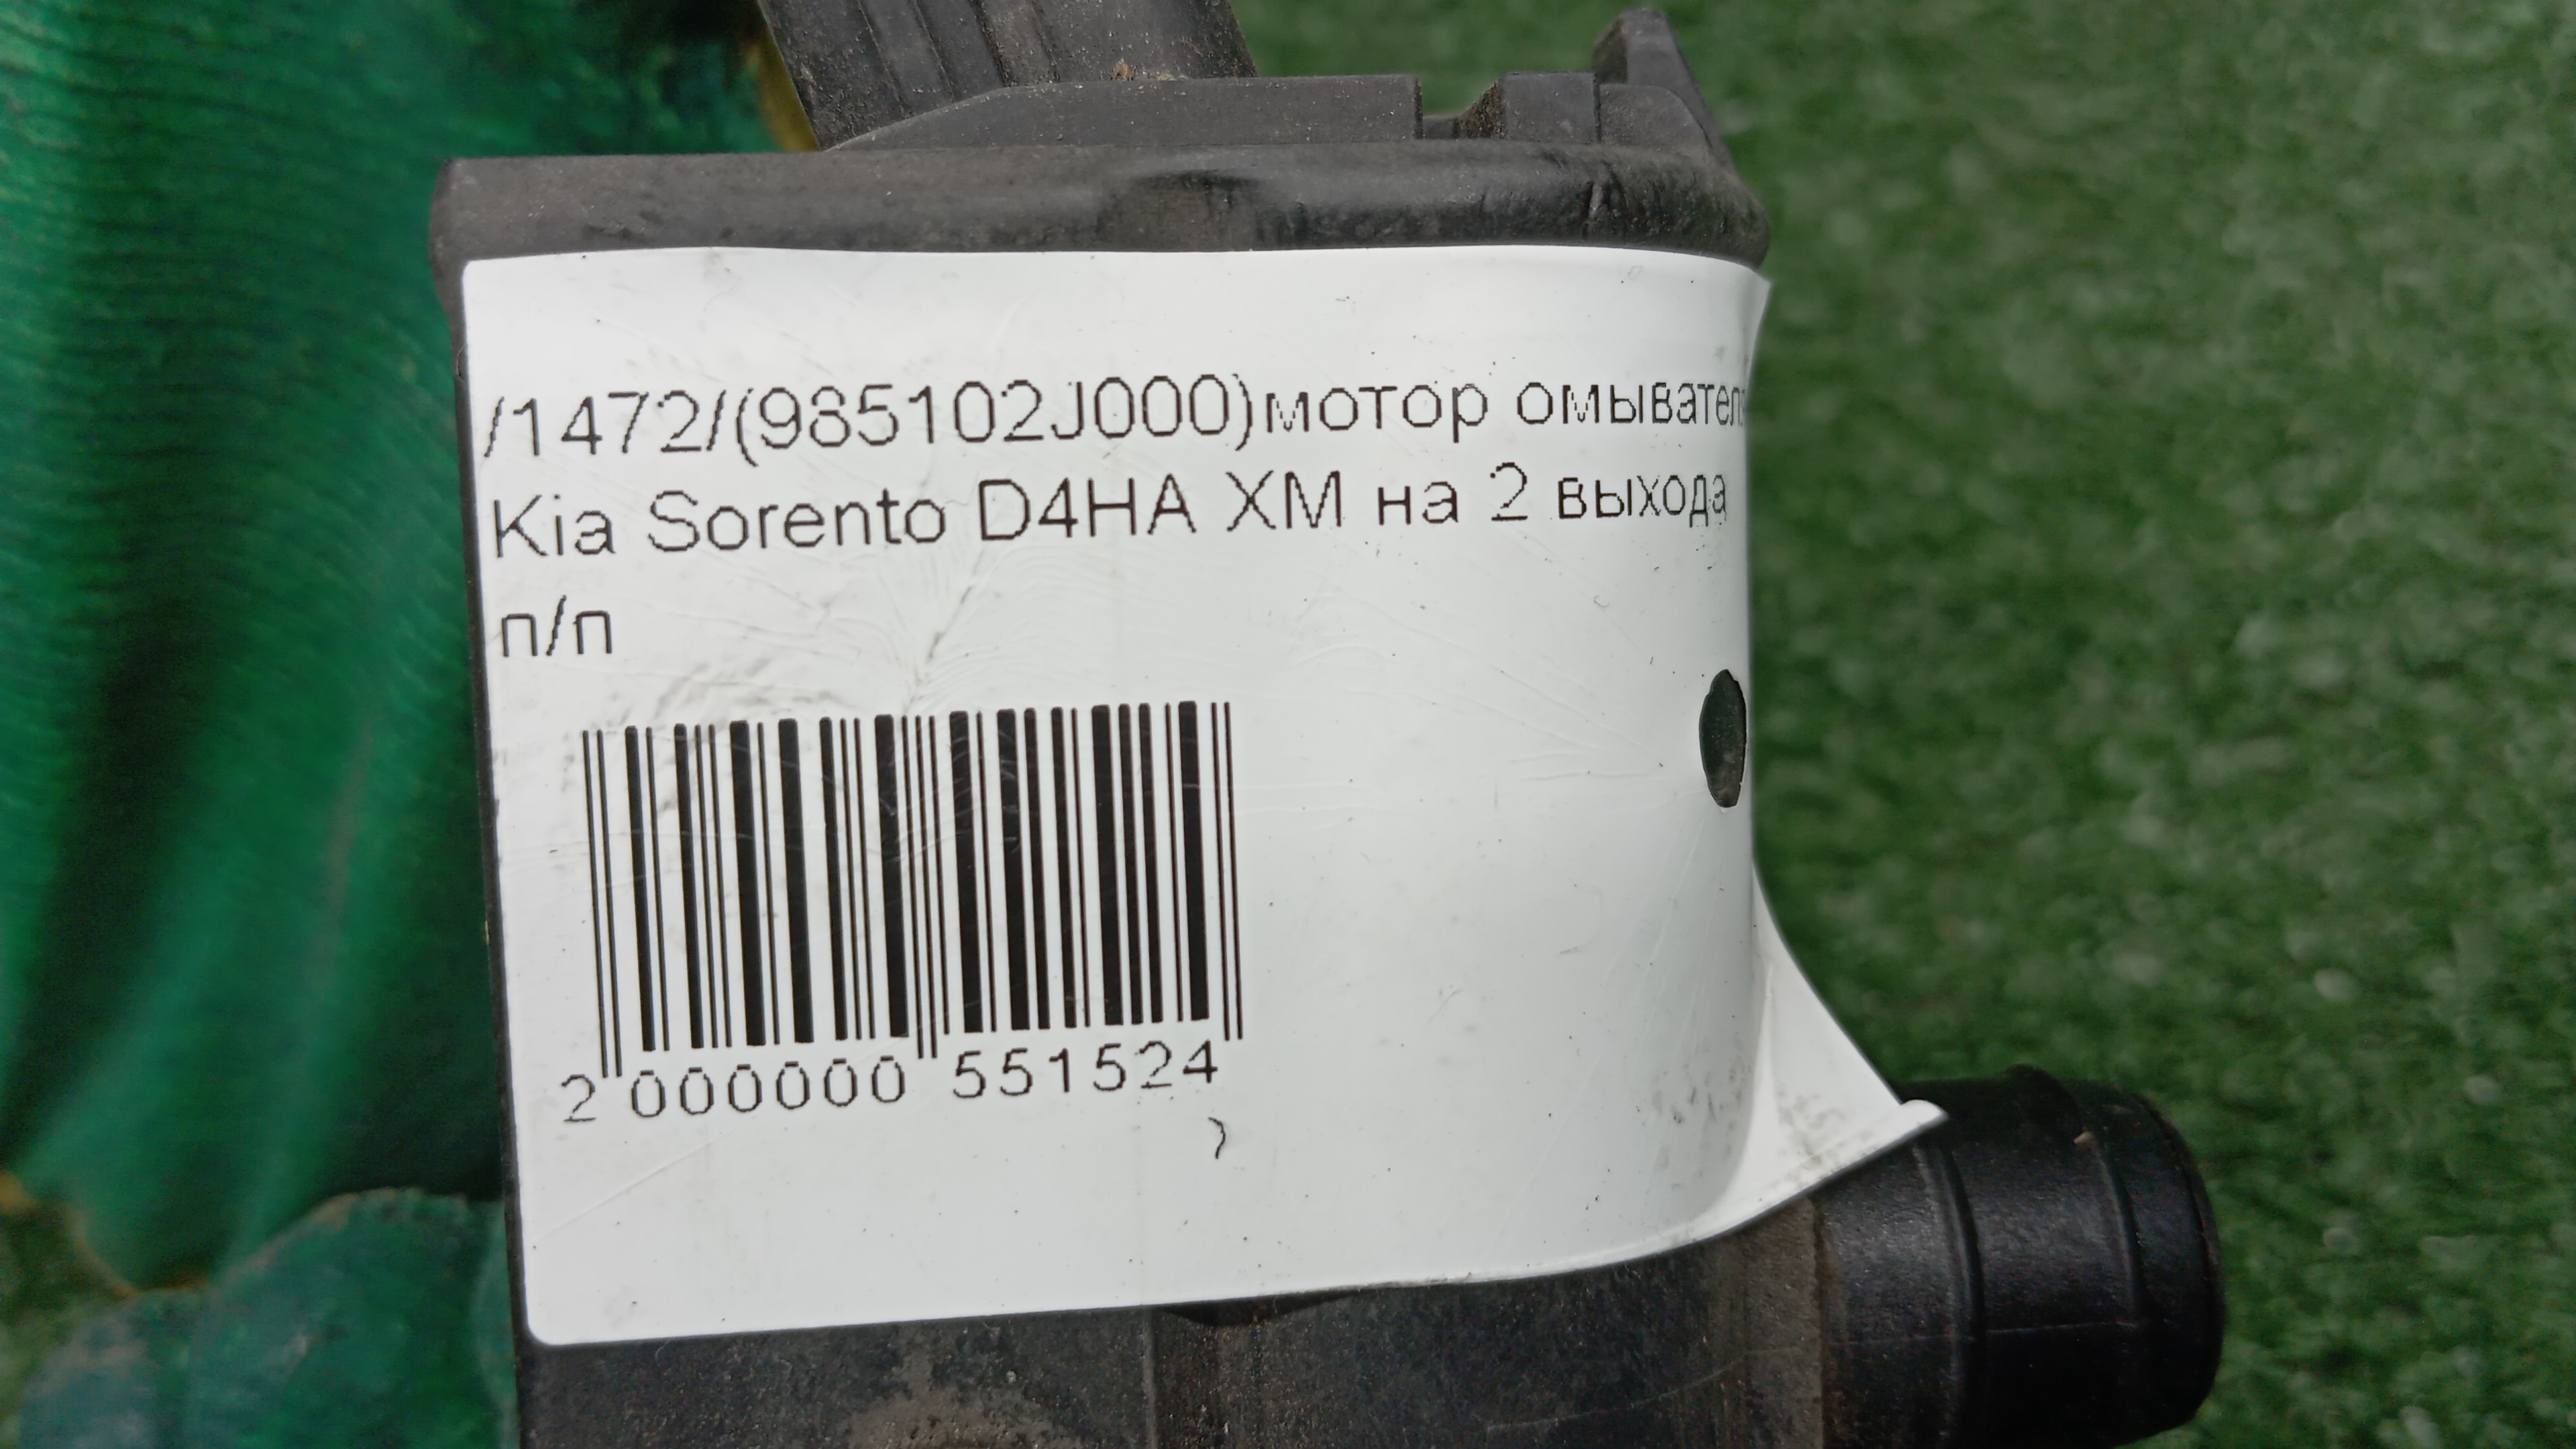 /1472/(985102J000)мотор омывател
Kia Sorento D4HA XM на 2 выхода
п/п
2 000000 551524